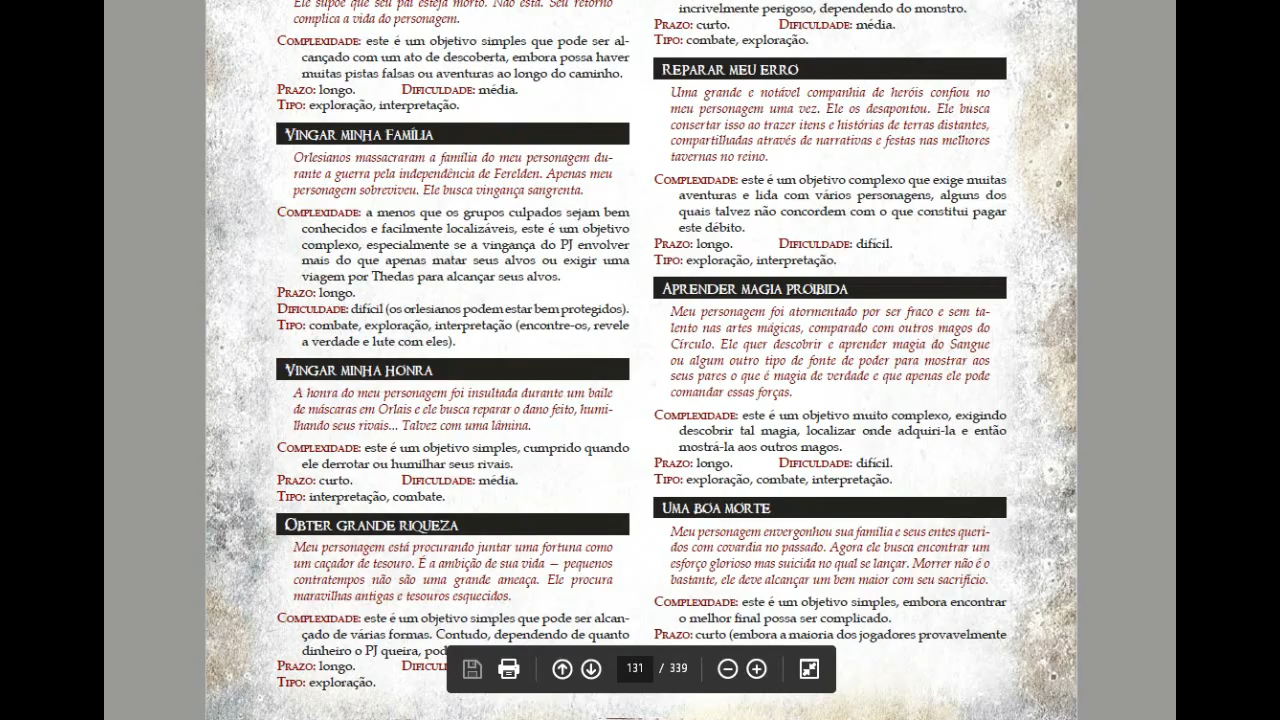 Ele supõe que seu pai esteja morto. Não está. Seu retorno
complica a vida do personagem.
Complexidade: este é um objetivo simples que pode ser al-
cançado com um ato de descoberta, embora possa haver
muitas pistas falsas ou aventuras ao longo do caminho.
Prazo: longo. Dificuldade: média.
Tipo: exploração, interpretação.
Vingar minha família
Orlesianos massacraram a família do meu personagem du-
rante a guerra pela independência de Ferelden. Apenas meu
personagem sobreviveu. Ele busca vingança sangrenta.
Complexidade: a menos que os grupos culpados sejam bem
conhecidos e facilmente localizáveis, este é um objetivo
complexo, especialmente se a vingança do PJ envolver
mais do que apenas matar seus alvos ou exigir uma
viagem por Thedas para alcançar seus alvos.
Prazo: longo.
Dificuldade: difícil (os orlesianos podem estar bem protegidos).
Tipo: combate, exploração, interpretação (encontre-os, revele
a verdade e lute com eles).
Vingar minha honra
A honra do meu personagem foi insultada durante um baile
de máscaras em Orlais e ele busca reparar o dano feito, humi-
lhando seus rivais... Talvez com uma lâmina.
Complexidade: este é um objetivo simples, cumprido quando
ele derrotar ou humilhar seus rivais.
Prazo: curto. Dificuldade: média.
Tipo: interpretação, combate.
Obter grande riqueza
Meu personagem está procurando juntar uma fortuna como
um caçador de tesouro. É a ambição de sua vida — pequenos
contratempos não são uma grande ameaça. Ele procura
maravilhas antigas e tesouros esquecidos.
Complexidade: este é um objetivo simples que pode ser alcan-
çado de várias formas. Contudo, dependendo de quanto
dinheiro o PJ queira, pod
Prazo: longo.
Tipo: exploração.
incrivelmente perigoso, dependendo do monstro.
Prazo: curto. Dificuldade: média.
Tipo: combate, exploração.
Reparar meu erro
Uma grande e notável companhia de heróis confiou no
meu personagem uma vez. Ele os desapontou. Ele busca
consertar isso ao trazer itens e histórias de terras distantes,
compartilhadas através de narrativas e festas nas melhores
tavernas no reino.
Complexidade: este é um objetivo complexo que exige muitas
aventuras e lida com vários personagens, alguns dos
quais talvez não concordem com o que constitui pagar
este débito.
Prazo: longo. Dificuldade: difícil.
Tipo: exploração, interpretação.
Aprender magia proibida
Meu personagem foi atormentado por ser fraco e sem ta-
lento nas artes mágicas, comparado com outros magos do
Círculo. Ele quer descobrir e aprender magia do Sangue
ou algum outro tipo de fonte de poder para mostrar aos
seus pares o que é magia de verdade e que apenas ele pode
comandar essas forças.
Complexidade: este é um objetivo muito complexo, exigindo
descobrir tal magia, localizar onde adquiri-la e então
mostrá-la aos outros magos.
Prazo: longo. Dificuldade: difícil.
Tipo: exploração, combate, interpretação.
Uma boa morte
Meu personagem envergonhou sua família e seus entes queri-
dos com covardia no passado. Agora ele busca encontrar um
esforço glorioso mas suicida no qual se lançar. Morrer não é o
bastante, ele deve alcançar um bem maior com seu sacrifício.
Complexidade: este é um objetivo simples, embora encontrar
o melhor final possa ser complicado.
Prazo: curto (embora a maioria dos jogadores provavelmente
131 / 339